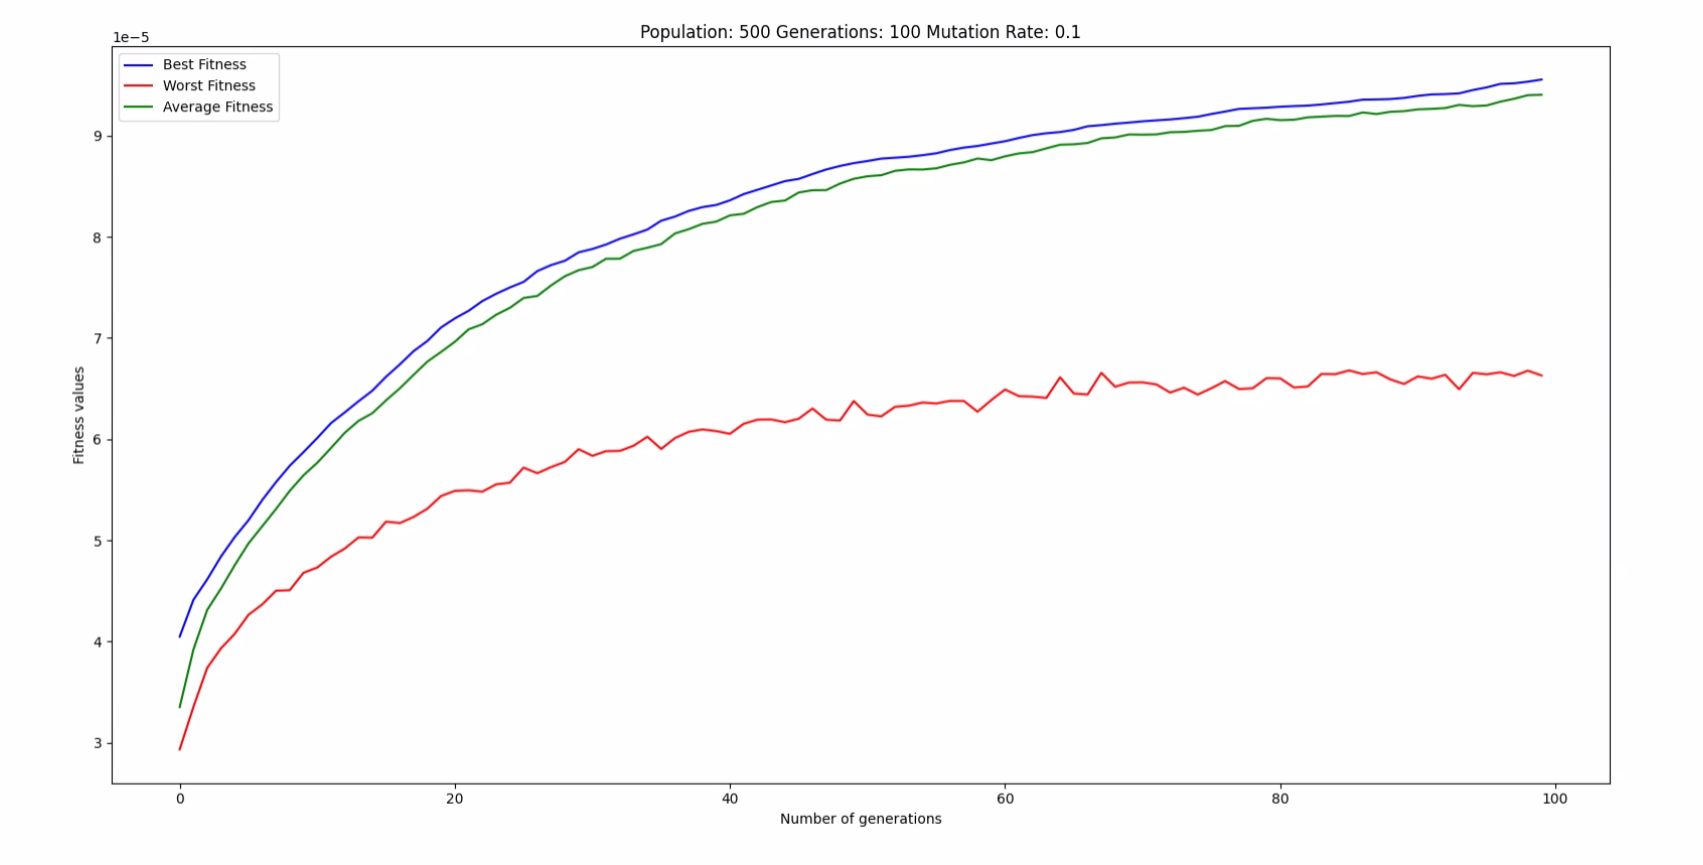 Population: 500 Generations: 100 Mutation Rate: 0.1
1e−5
Best Fitness
Worst Fitness
Average Fitness
9
8
7
6
5
4
3
Fitness values
0 20 40 60 80 100
Number of generations